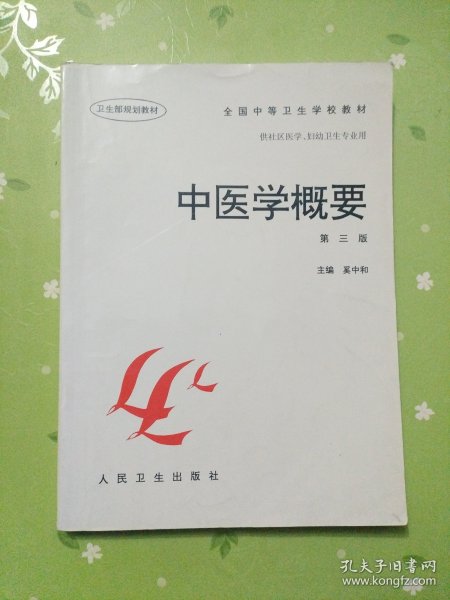 卫生部规划教材
全国中等卫生学校教材
供社区医学、妇幼卫生专业用
中医学概要
第三版
主编 奚中和
人民卫生出版社
孔夫子旧书网
www.kongfz.com